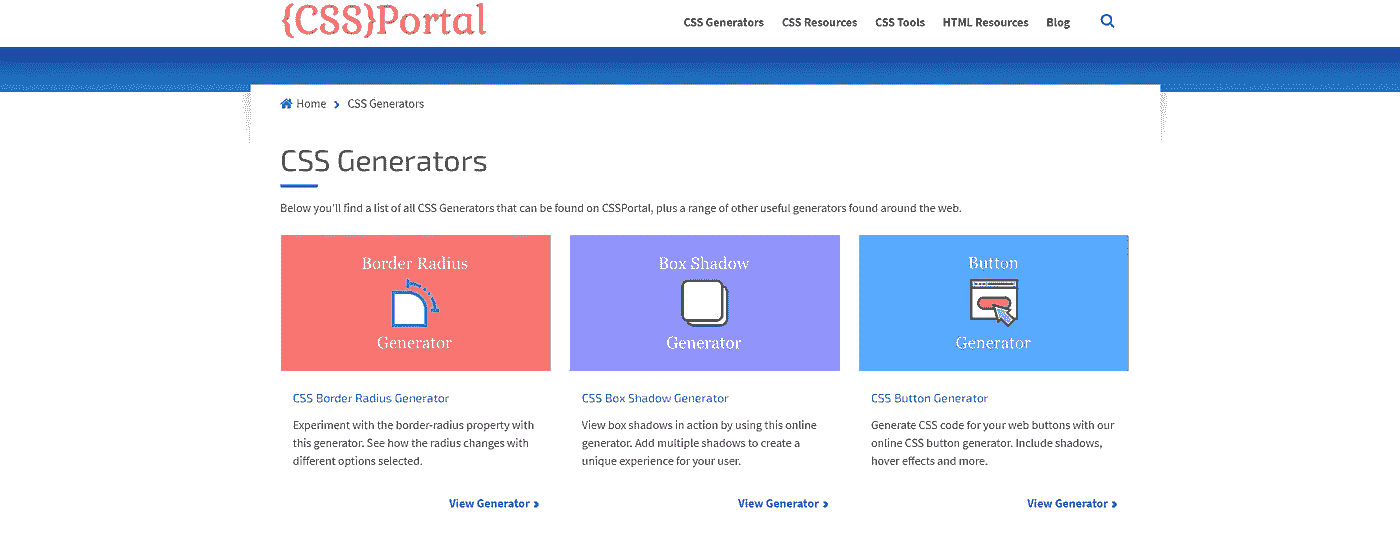 {CSS}Portal
CSS Generators CSS Resources CSS Tools HTML Resources Blog
Home CSS Generators
CSS Generators
Below you'll find a list of all CSS Generators that can be found on CSSPortal, plus a range of other useful generators found around the web.
Border Radius
Generator
Box Shadow
Generator
Button
Generator
CSS Border Radius Generator
Experiment with the border-radius property with
this generator. See how the radius changes with
different options selected.
View Generator
CSS Box Shadow Generator
View box shadows in action by using this online
generator. Add multiple shadows to create a
unique experience for your user.
View Generator
CSS Button Generator
Generate CSS code for your web buttons with our
online CSS button generator. Include shadows,
hover effects and more.
View Generator